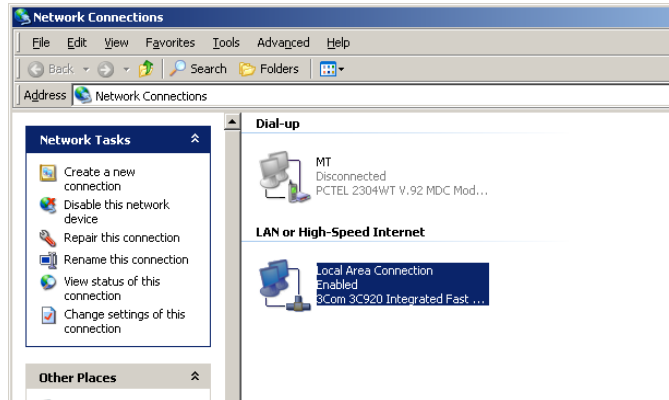 Network Connections
File Edit View Favorites Tools Advanced Help
Back Search Folders
Address Network Connections
Network Tasks
Create a new
connection
Disable this network
device
Repair this connection
Rename this connection
View status of this
connection
Change settings of this
connection
Other Places
Dial-up
MT
Disconnected
PCTEL 2304WT V.92 MDC Mod...
LAN or High-Speed Internet
Local Area Connection
Enabled
3Com 3C920 Integrated Fast ...